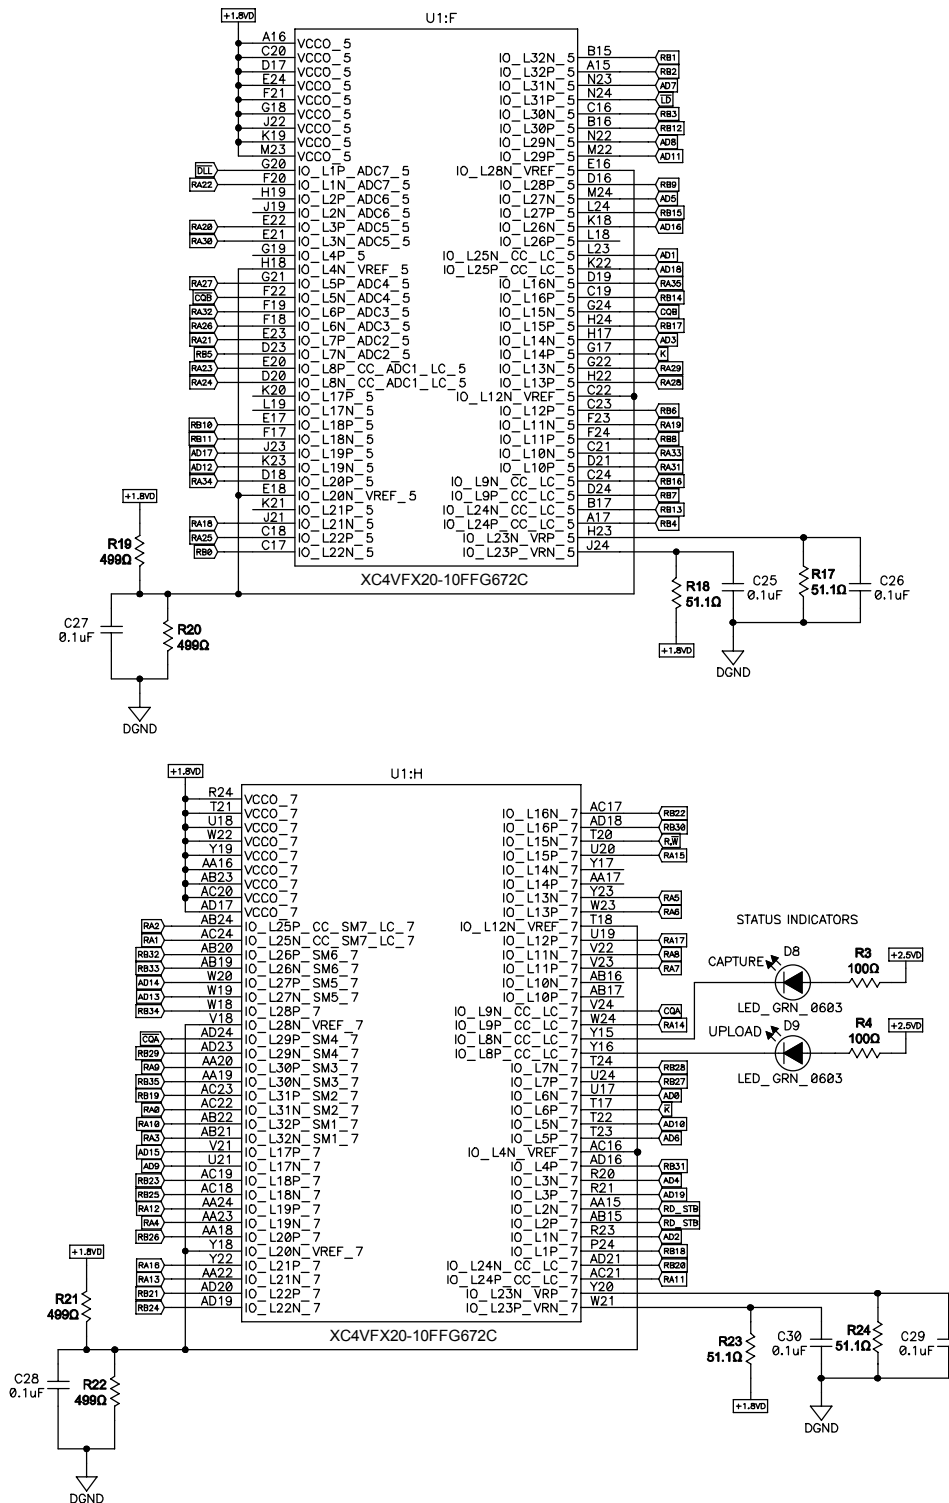 +1.8VD
U1:F
A16 VCCO_5
C20 VCCO_5
D17 VCCO_5
E24 VCCO_5
F21 VCCO_5
G18 VCCO_5
J22 VCCO_5
K19 VCCO_5
M23 VCCO_5
DLL G20 IO_L1P_ADC7_5
RA22 F20 IO_L1N_ADC7_5
H19 IO_L2P_ADC6_5
J19 IO_L2N_ADC6_5
RA20 E22 IO_L3P_ADC5_5
RA30 E21 IO_L3N_ADC5_5
G19 IO_L4P_5
H18 IO_L4N_VREF_5
RA27 G21 IO_L5P_ADC4_5
CQB F22 IO_L5N_ADC4_5
RA32 F19 IO_L6P_ADC3_5
RA26 F18 IO_L6N_ADC3_5
RA21 E23 IO_L7P_ADC2_5
RB5 D23 IO_L7N_ADC2_5
RA23 E20 IO_L8P_CC_ADC1_LC_5
RA24 D20 IO_L8N_CC_ADC1_LC_5
K20 IO_L17P_5
L19 IO_L17N_5
RB10 E17 IO_L18P_5
RB11 F17 IO_L18N_5
AD17 J23 IO_L19P_5
AD12 K23 IO_L19N_5
RA34 D18 IO_L20P_5
E18 IO_L20N_VREF_5
K21 IO_L21P_5
RA18 J21 IO_L21N_5
RA25 C18 IO_L22P_5
RB0 C17 IO_L22N_5
IO_L32N_5 B15 RB1
IO_L32P_5 A15 RB2
IO_L31N_5 N23 AD7
IO_L31P_5 N24 LD
IO_L30N_5 C16 RB3
IO_L30P_5 B16 RB12
IO_L29N_5 N22 AD8
IO_L29P_5 M22 AD11
IO_L28N_VREF_5 E16
IO_L28P_5 D16 RB9
IO_L27N_5 M24 AD5
IO_L27P_5 L24 RB15
IO_L26N_5 K18 AD16
IO_L26P_5 L18
IO_L25N_CC_LC_5 L23 AD1
IO_L25P_CC_LC_5 K22 AD18
IO_L16N_5 D19 RA35
IO_L16P_5 C19 RB14
IO_L15N_5 G24 CQB
IO_L15P_5 H24 RB17
IO_L14N_5 H17 AD3
IO_L14P_5 G17 K
IO_L13N_5 G22 RA29
IO_L13P_5 H22 RA28
IO_L12N_VREF_5 C22
IO_L12P_5 C23 RB6
IO_L11N_5 F23 RA19
IO_L11P_5 F24 RB8
IO_L10N_5 C21 RA33
IO_L10P_5 D21 RA31
IO_L9N_CC_LC_5 C24 RB16
IO_L9P_CC_LC_5 D24 RB7
IO_L24N_CC_LC_5 B17 RB13
IO_L24P_CC_LC_5 A17 RB4
IO_L23N_VRP_5 H23
IO_L23P_VRN_5 J24
XC4VFX20-10FFG672C
+1.8VD
R19
499Ω
C27
0.1uF
R20
499Ω
DGND
R18
51.1Ω
C25
0.1uF
R17
51.1Ω
C26
0.1uF
+1.8VD
DGND
+1.8VD
U1:H
R24 VCCO_7
T21 VCCO_7
U18 VCCO_7
W22 VCCO_7
Y19 VCCO_7
AA16 VCCO_7
AB23 VCCO_7
AC20 VCCO_7
AD17 VCCO_7
RA2 AB24 IO_L25P_CC_SM7_LC_7
RA1 AC24 IO_L25N_CC_SM7_LC_7
RB32 AB20 IO_L26P_SM6_7
RB33 AB19 IO_L26N_SM6_7
AD14 W20 IO_L27P_SM5_7
AD13 W19 IO_L27N_SM5_7
RB34 W18 IO_L28P_7
V18 IO_L28N_VREF_7
CQA AD24 IO_L29P_SM4_7
RB29 AD23 IO_L29N_SM4_7
RA9 AA20 IO_L30P_SM3_7
RB35 AA19 IO_L30N_SM3_7
RB19 AC23 IO_L31P_SM2_7
RA0 AC22 IO_L31N_SM2_7
RA10 AB22 IO_L32P_SM1_7
RA3 AB21 IO_L32N_SM1_7
AD15 V21 IO_L17P_7
AD9 U21 IO_L17N_7
RB23 AC19 IO_L18P_7
RB25 AC18 IO_L18N_7
RA12 AA24 IO_L19P_7
RA4 AA23 IO_L19N_7
RB26 AA18 IO_L20P_7
Y18 IO_L20N_VREF_7
RA16 Y22 IO_L21P_7
RA13 AA22 IO_L21N_7
RB21 AD20 IO_L22P_7
RB24 AD19 IO_L22N_7
IO_L16N_7 AC17 RB22
IO_L16P_7 AD18 RB30
IO_L15N_7 T20 R,W
IO_L15P_7 U20 RA15
IO_L14N_7 Y17
IO_L14P_7 AA17
IO_L13N_7 Y23 RA5
IO_L13P_7 W23 RA6
IO_L12N_VREF_7 T18
IO_L12P_7 U19 RA17
IO_L11N_7 V22 RA8
IO_L11P_7 V23 RA7
IO_L10N_7 AB16
IO_L10P_7 AB17
IO_L9N_CC_LC_7 V24 CQA
IO_L9P_CC_LC_7 W24 RA14
IO_L8N_CC_LC_7 Y15
IO_L8P_CC_LC_7 Y16
IO_L7N_7 T24 RB28
IO_L7P_7 U24 RB27
IO_L6N_7 U17 AD0
IO_L6P_7 T17 K
IO_L5N_7 T22 AD10
IO_L5P_7 T23 AD6
IO_L4N_VREF_7 AC16
IO_L4P_7 AD16 RB31
IO_L3N_7 R20 AD4
IO_L3P_7 R21 AD19
IO_L2N_7 AA15 RD_STB
IO_L2P_7 AB15 RD_STB
IO_L1N_7 R23 AD2
IO_L1P_7 P24 RB18
IO_L24N_CC_LC_7 AD21 RB20
IO_L24P_CC_LC_7 AC21 RA11
IO_L23N_VRP_7 Y20
IO_L23P_VRN_7 W21
XC4VFX20-10FFG672C
STATUS INDICATORS
CAPTURE
D8
LED_GRN_0603
R3
100Ω
+2.5VD
UPLOAD
D9
LED_GRN_0603
R4
100Ω
+2.5VD
+1.8VD
R21
499Ω
C28
0.1uF
R22
499Ω
DGND
R23
51.1Ω
C30
0.1uF
R24
51.1Ω
C29
0.1uF
+1.8VD
DGND